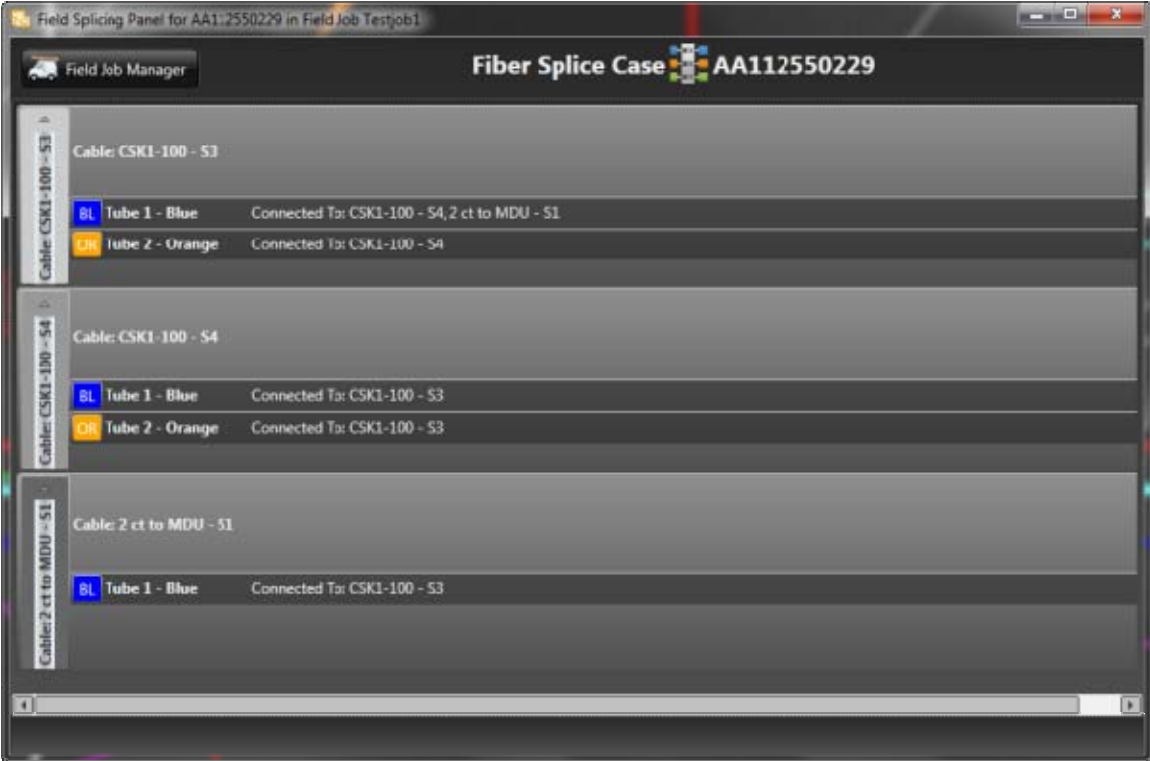 Field Splicing Panel for AA112550229 in Field Job Testjob1
Field Job Manager
Fiber Splice Case AA112550229
Cable: CSK1-100 - S3
Cable: CSK1-100 - S3
BL Tube 1 - Blue Connected To: CSK1-100 - S4, 2 ct to MDU - S1
OR Tube 2 - Orange Connected To: CSK1-100 - S4
Cable: CSK1-100 - S4
Cable: CSK1-100 - S4
BL Tube 1 - Blue Connected To: CSK1-100 - S3
OR Tube 2 - Orange Connected To: CSK1-100 - S3
Cable: 2 ct to MDU - S1
Cable: 2 ct to MDU - S1
BL Tube 1 - Blue Connected To: CSK1-100 - S3